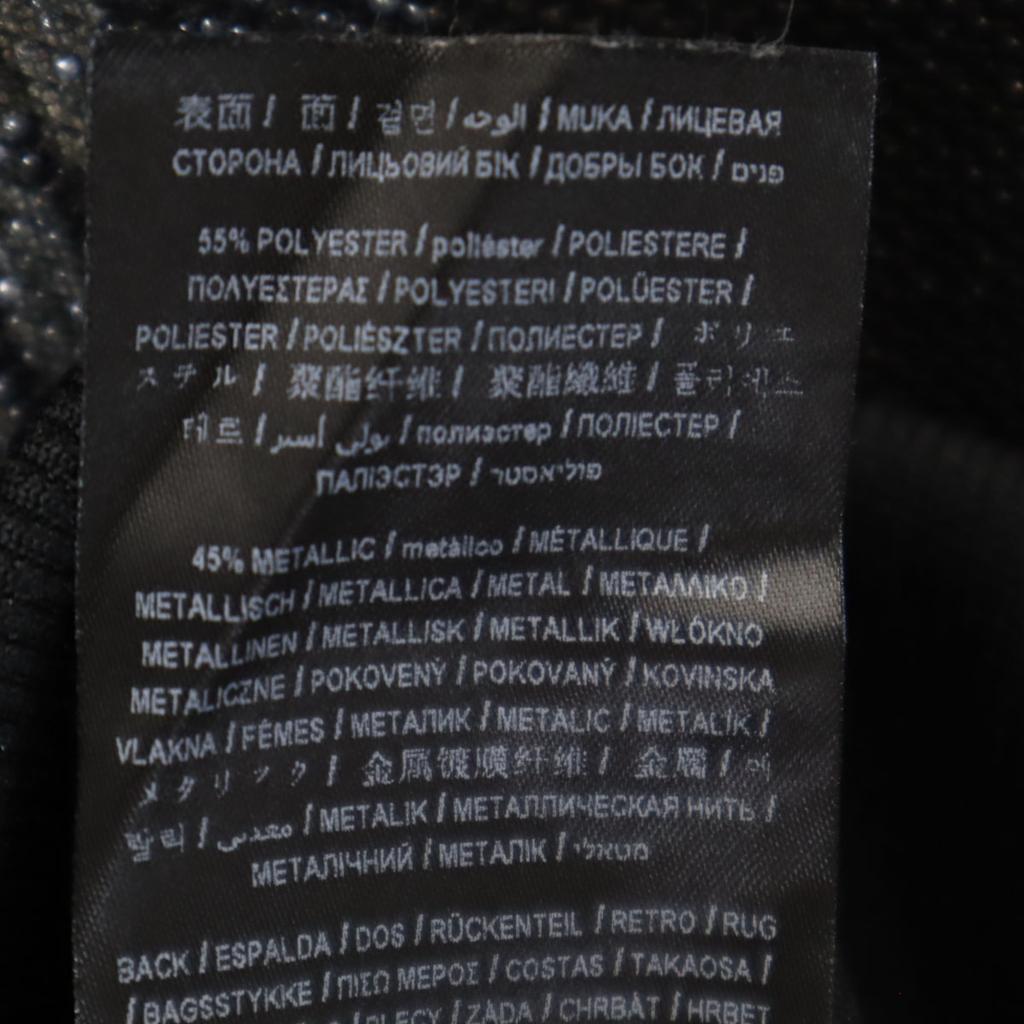 表面 / 面 / 겉면 / الوجه / MUKA / ЛИЦЕВАЯ
СТОРОНА / ЛИЦЬОВИЙ БІК / ДОБРЫ БОК / פנים
55% POLYESTER / poliéster / POLIESTERE /
ΠΟΛΥΕΣΤΕΡΑΣ / POLYESTERI / POLÜESTER /
POLIESTER / POLIÉSZTER / ПОЛИЕСТЕР / ポリエ
ステル / 聚酯纤维 / 聚酯纖維 / 폴리에스
테르 / بولي أستر / полиэстер / ПОЛІЕСТЕР /
ПАЛІЭСТЭР / פוליאסטר
45% METALLIC / metálico / MÉTALLIQUE /
METALLISCH / METALLICA / METAL / ΜΕΤΑΛΛΙΚΟ /
METALLINEN / METALLISK / METALLIK / WŁÓKNO
METALICZNE / POKOVENÝ / POKOVANÝ / KOVINSKA
VLAKNA / FÉMES / МЕТАЛИК / METALIC / METALIK /
メタリック / 金属镀膜纤维 / 金屬 / 메
탈릭 / معدني / METALIK / МЕТАЛЛИЧЕСКАЯ НИТЬ /
МЕТАЛІЧНИЙ / МЕТАЛІК / מטאלי
BACK / ESPALDA / DOS / RÜCKENTEIL / RETRO / RUG
/ BAGSSTYKKE / ΠΙΣΩ ΜΕΡΟΣ / COSTAS / TAKAOSA /
/ PLECY / ZÁDA / CHRBÁT / HRBET